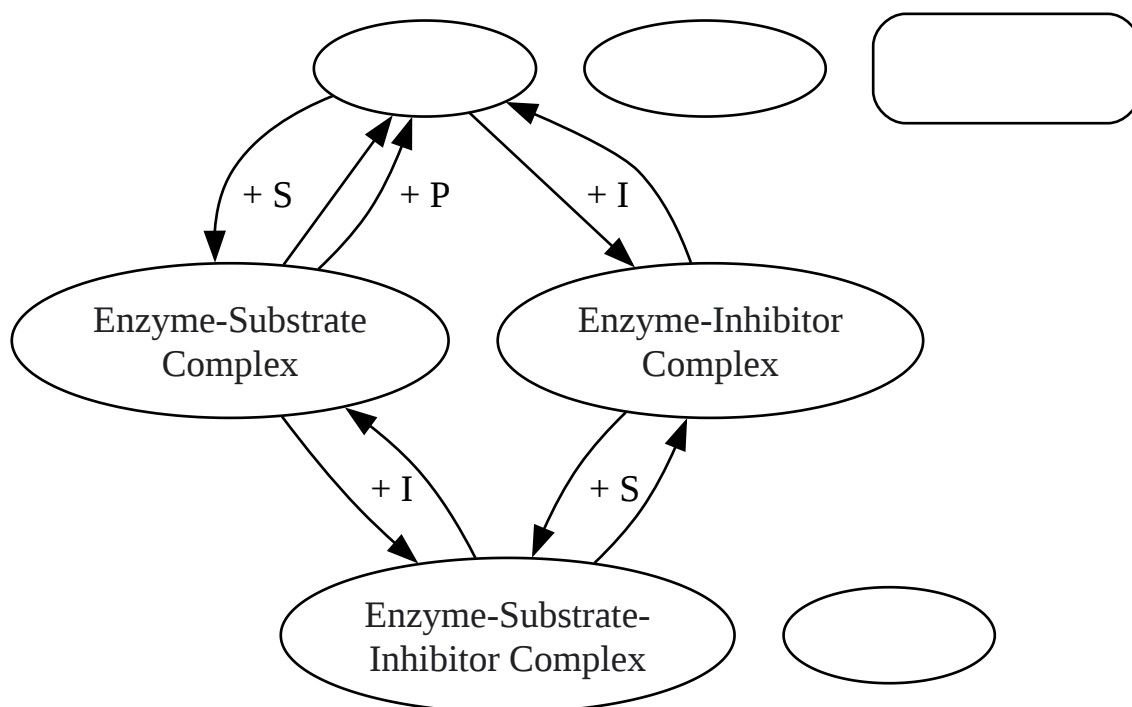 + S
+ P
+ I
Enzyme-Substrate
Complex
Enzyme-Inhibitor
Complex
+ I
+ S
Enzyme-Substrate-
Inhibitor Complex